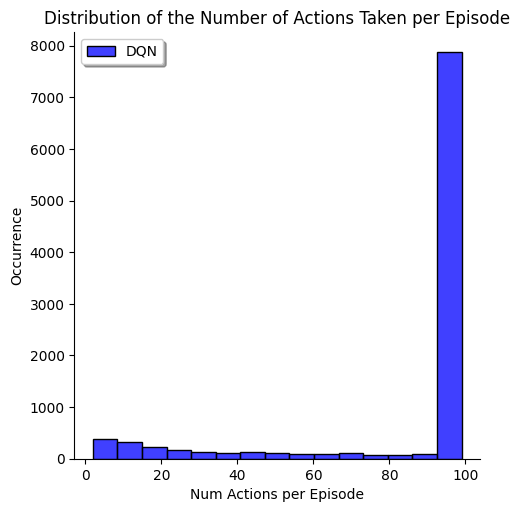 Distribution of the Number of Actions Taken per Episode
DQN
8000
7000
6000
5000
4000
3000
2000
1000
0
Occurrence
0 20 40 60 80 100
Num Actions per Episode